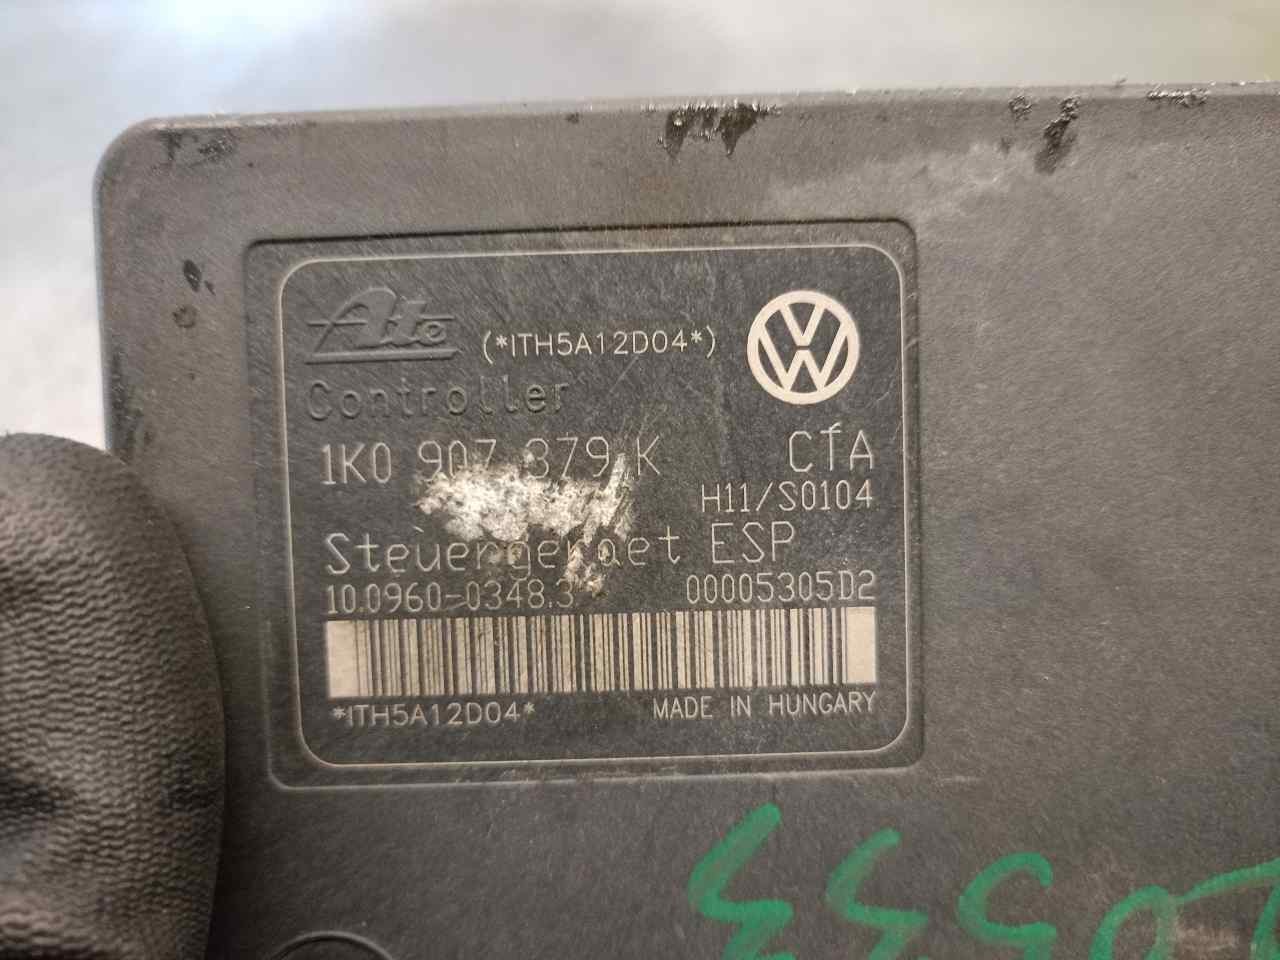 Ate (*ITH5A12D04*)
Controller
1K0 907 379 K CTA
H11/S0104
Steuergeraet ESP
10.0960-0348.3 00005305D2
*ITH5A12D04* MADE IN HUNGARY